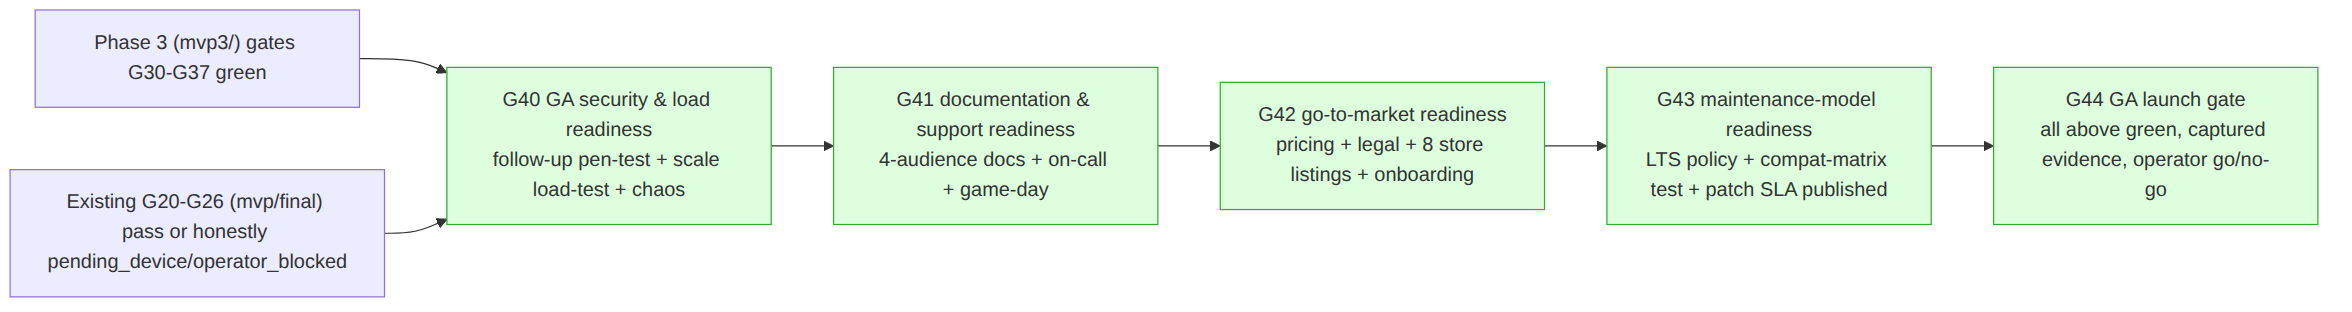 Phase 3 (mvp3/) gates
G30-G37 green
Existing G20-G26 (mvp/final)
pass or honestly
pending_device/operator_blocked
G40 GA security & load
readiness
follow-up pen-test + scale
load-test + chaos
G41 documentation &
support readiness
4-audience docs + on-call
+ game-day
G42 go-to-market readiness
pricing + legal + 8 store
listings + onboarding
G43 maintenance-model
readiness
LTS policy + compat-matrix
test + patch SLA published
G44 GA launch gate
all above green, captured
evidence, operator go/no-
go